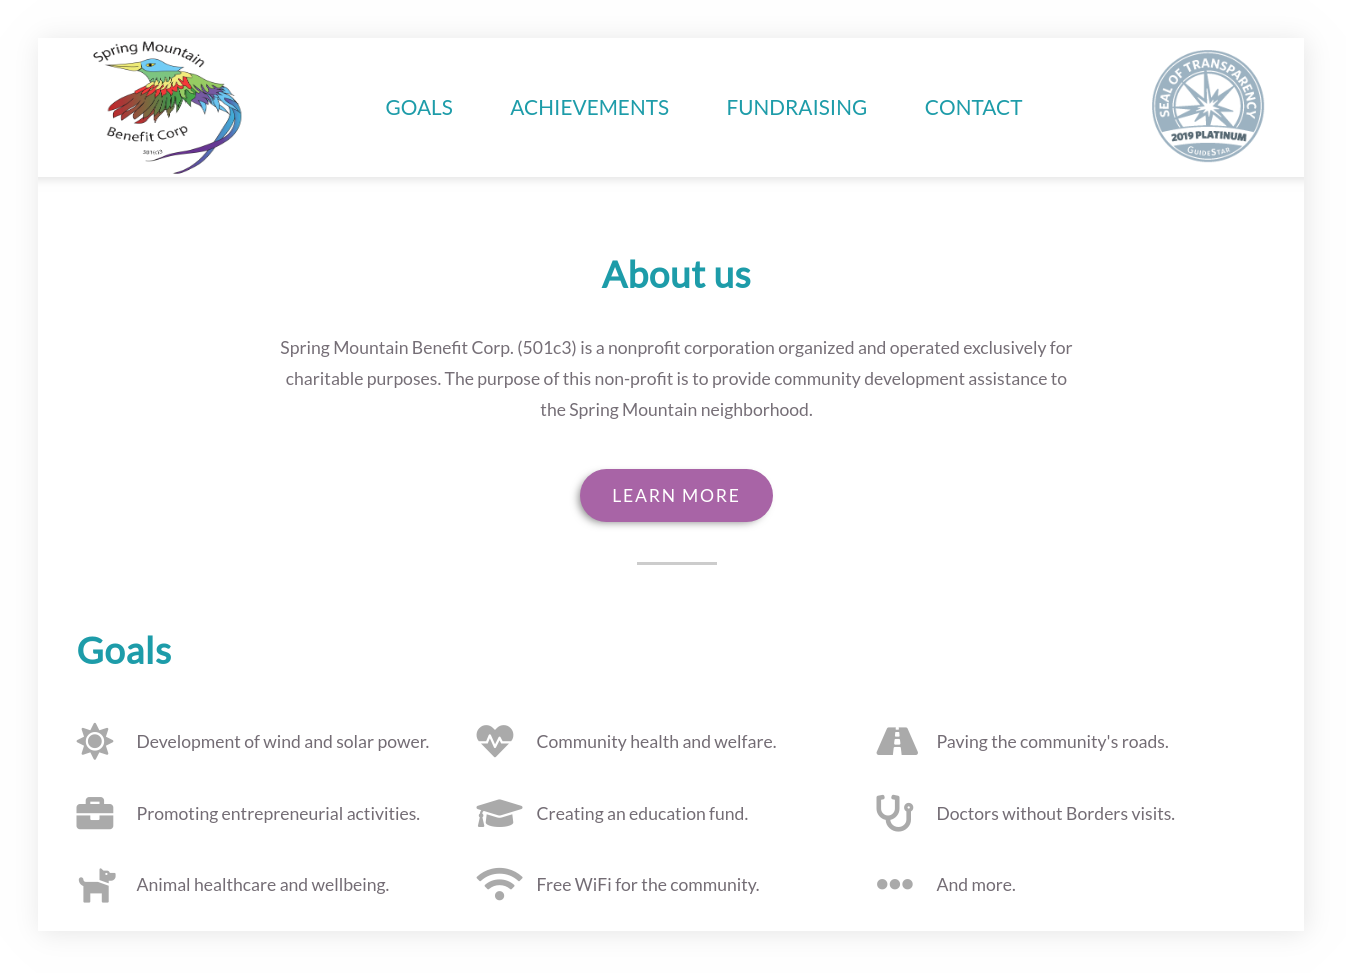 Spring Mountain
Benefit Corp
501(c)3
GOALS
ACHIEVEMENTS
FUNDRAISING
CONTACT
SEAL OF TRANSPARENCY
2019 PLATINUM
GUIDESTAR
About us
Spring Mountain Benefit Corp. (501c3) is a nonprofit corporation organized and operated exclusively for
charitable purposes. The purpose of this non-profit is to provide community development assistance to
the Spring Mountain neighborhood.
LEARN MORE
Goals
Development of wind and solar power.
Community health and welfare.
Paving the community's roads.
Promoting entrepreneurial activities.
Creating an education fund.
Doctors without Borders visits.
Animal healthcare and wellbeing.
Free WiFi for the community.
And more.